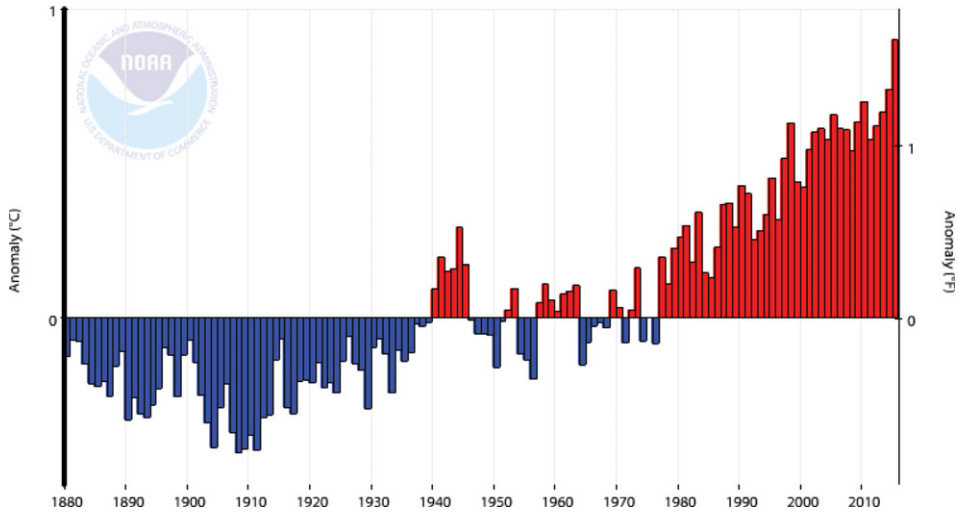 1
NATIONAL OCEANIC AND ATMOSPHERIC ADMINISTRATION
NOAA
U.S. DEPARTMENT OF COMMERCE
1
Anomaly (°C)
Anomaly (°F)
0
0
1880 1890 1900 1910 1920 1930 1940 1950 1960 1970 1980 1990 2000 2010